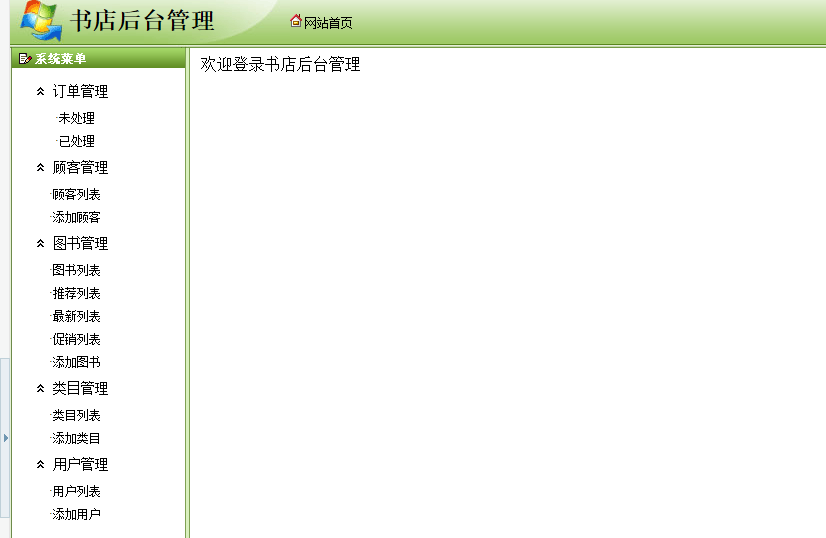 书店后台管理
网站首页
系统菜单
欢迎登录书店后台管理
订单管理
未处理
已处理
顾客管理
顾客列表
添加顾客
图书管理
图书列表
推荐列表
最新列表
促销列表
添加图书
类目管理
类目列表
添加类目
用户管理
用户列表
添加用户